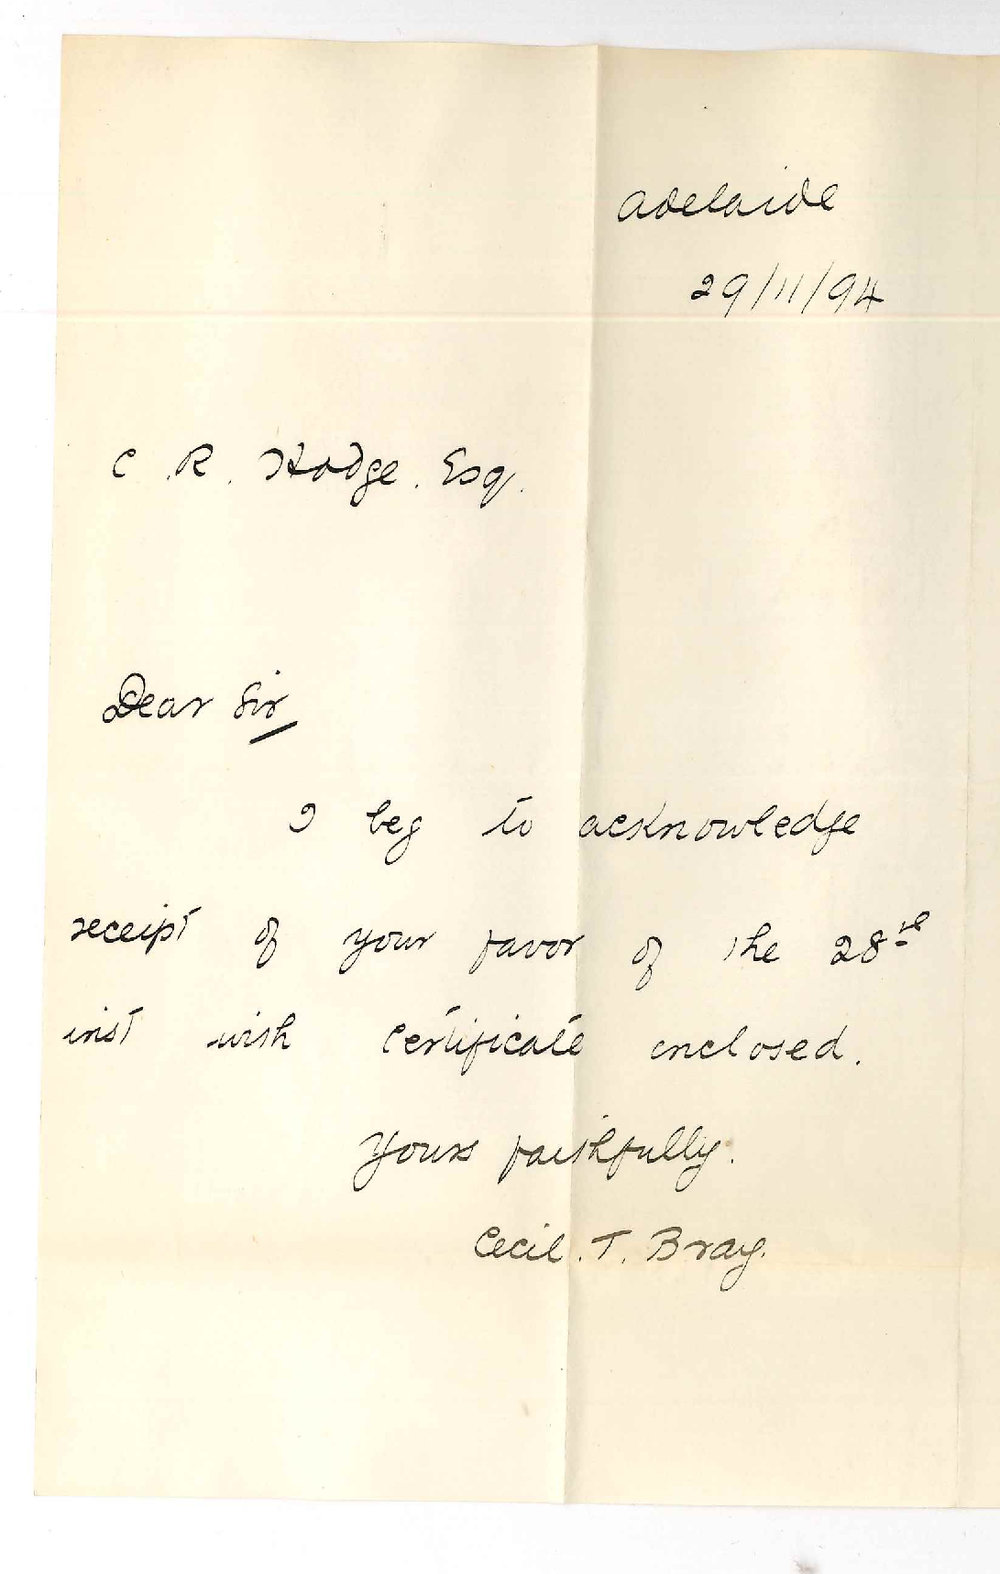 Adelaide
29/11/94
C. R. Hodge. Esq.
Dear Sir
I beg to acknowledge
receipt of your favor of the 28th
inst with certificate enclosed.
Yours faithfully.
Cecil. T. Bray.